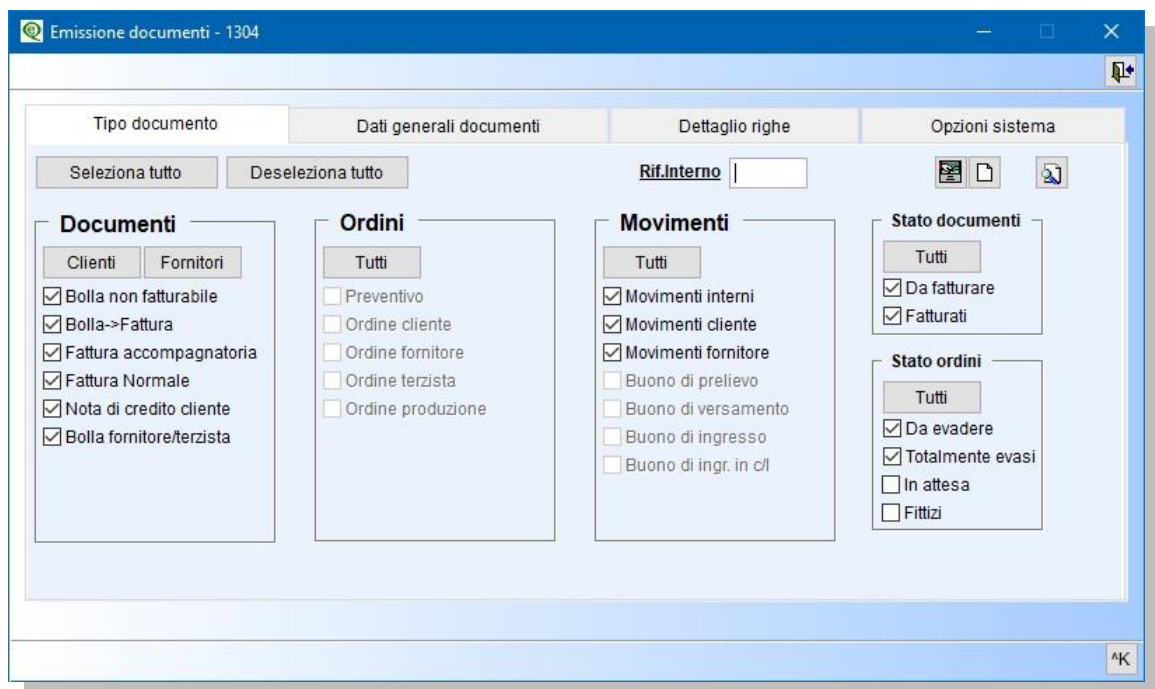 Emissione documenti - 1304
Tipo documento
Dati generali documenti
Dettaglio righe
Opzioni sistema
Seleziona tutto
Deseleziona tutto
Rif.Interno
Documenti
Clienti
Fornitori
Bolla non fatturabile
Bolla->Fattura
Fattura accompagnatoria
Fattura Normale
Nota di credito cliente
Bolla fornitore/terzista
Ordini
Tutti
Preventivo
Ordine cliente
Ordine fornitore
Ordine terzista
Ordine produzione
Movimenti
Tutti
Movimenti interni
Movimenti cliente
Movimenti fornitore
Buono di prelievo
Buono di versamento
Buono di ingresso
Buono di ingr. in c/l
Stato documenti
Tutti
Da fatturare
Fatturati
Stato ordini
Tutti
Da evadere
Totalmente evasi
In attesa
Fittizi
^K